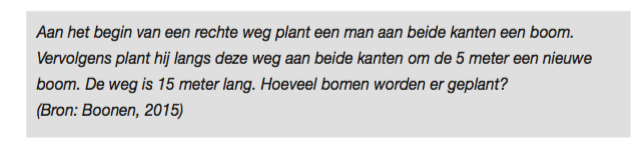 Aan het begin van een rechte weg plant een man aan beide kanten een boom.
Vervolgens plant hij langs deze weg aan beide kanten om de 5 meter een nieuwe
boom. De weg is 15 meter lang. Hoeveel bomen worden er geplant?
(Bron: Boonen, 2015)